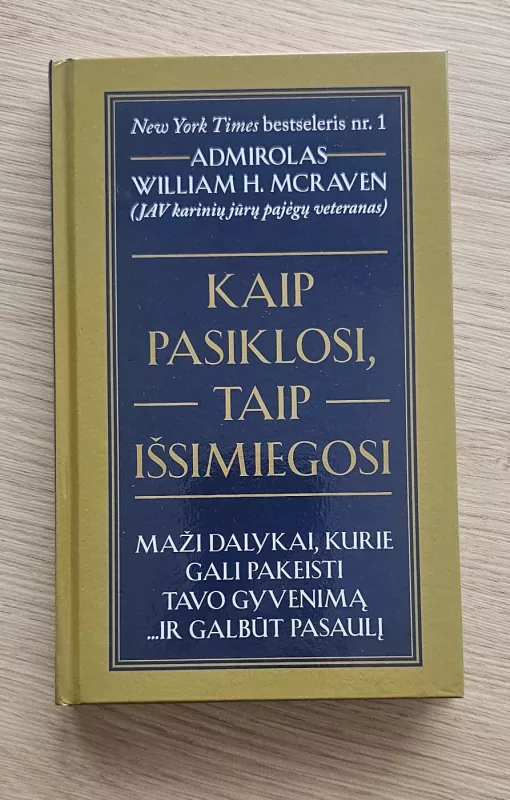 New York Times bestseleris nr. 1
ADMIROLAS
WILLIAM H. MCRAVEN
(JAV karinių jūrų pajėgų veteranas)
KAIP
PASIKLOSI,
TAIP
IŠSIMIEGOSI
MAŽI DALYKAI, KURIE
GALI PAKEISTI
TAVO GYVENIMĄ
...IR GALBŪT PASAULĮ